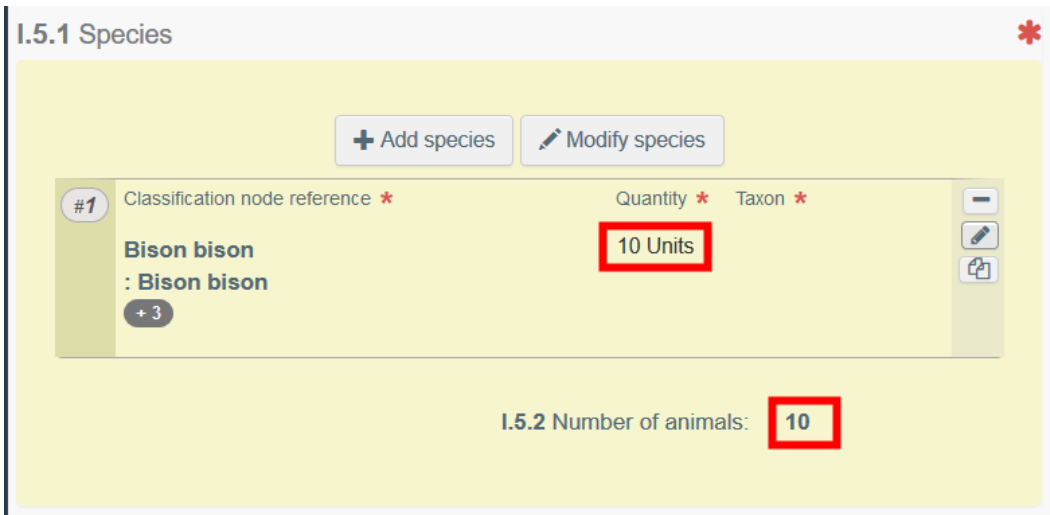 I.5.1 Species *
+ Add species Modify species
#1 Classification node reference * Quantity * Taxon *
10 Units
Bison bison
: Bison bison
+ 3
I.5.2 Number of animals: 10